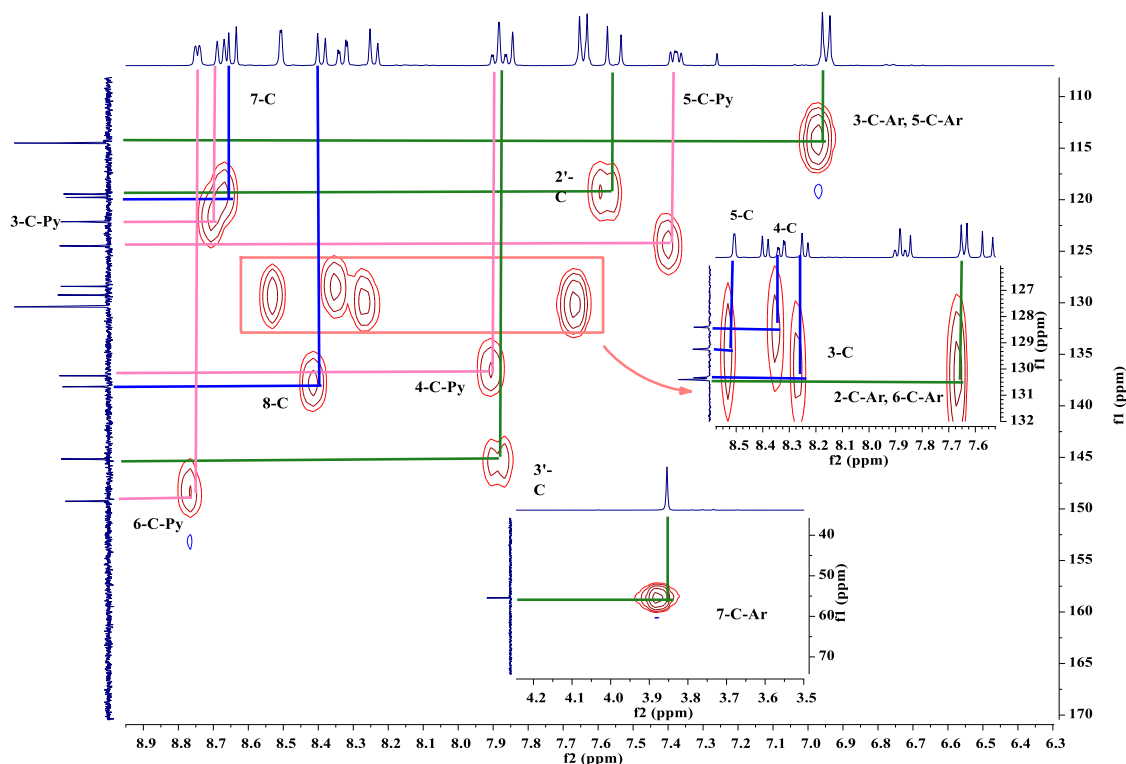 7-C
5-C-Py
3-C-Ar, 5-C-Ar
110
115
2'-
C
120
3-C-Py
125
130
135
140
145
150
155
160
165
170
f1 (ppm)
5-C
4-C
3-C
2-C-Ar, 6-C-Ar
127
128
129
130
131
132
f1 (ppm)
8.5 8.4 8.3 8.2 8.1 8.0 7.9 7.8 7.7 7.6
f2 (ppm)
8-C
4-C-Py
3'-
C
6-C-Py
7-C-Ar
40
50
60
70
f1 (ppm)
4.2 4.1 4.0 3.9 3.8 3.7 3.6 3.5
f2 (ppm)
8.9 8.8 8.7 8.6 8.5 8.4 8.3 8.2 8.1 8.0 7.9 7.8 7.7 7.6 7.5 7.4 7.3 7.2 7.1 7.0 6.9 6.8 6.7 6.6 6.5 6.4 6.3
f2 (ppm)